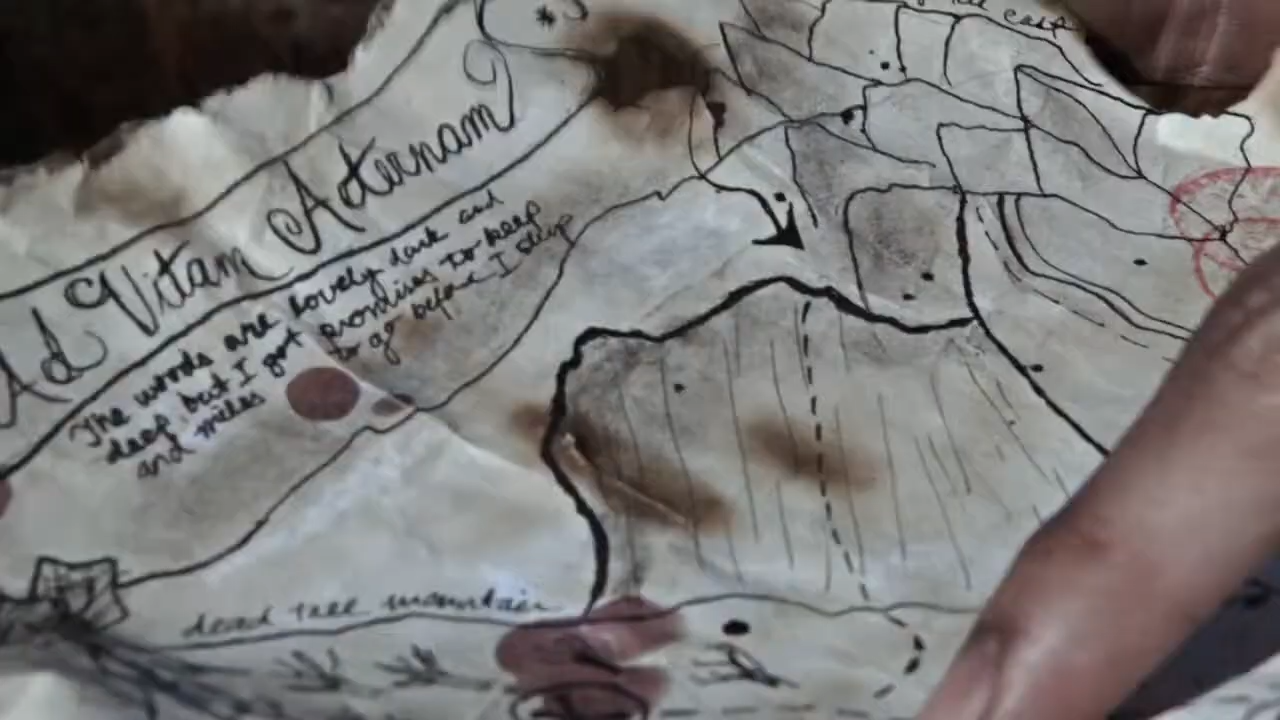 Ad Vitam Aeternam
The woods are lovely dark and
deep but I got promises to keep
and miles to go before I sleep
dead tree mountain